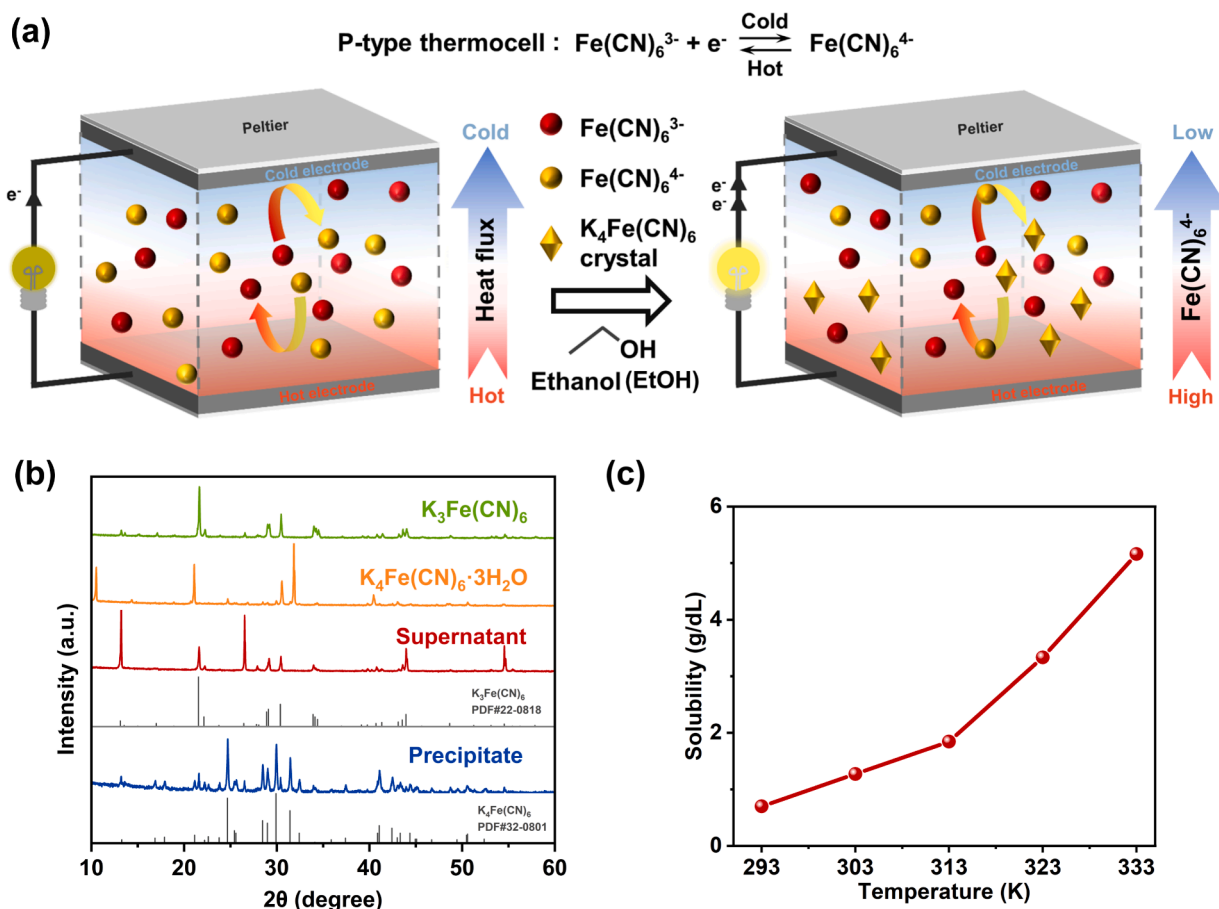 (a)
P-type thermocell : Fe(CN)₆³⁻ + e⁻ Cold Hot Fe(CN)₆⁴⁻
Peltier
Cold electrode
e⁻
Hot electrode
Cold
Heat flux
Hot
Fe(CN)₆³⁻
Fe(CN)₆⁴⁻
K₄Fe(CN)₆
crystal
OH
Ethanol (EtOH)
Peltier
Cold electrode
e⁻
e⁻
Hot electrode
Low
Fe(CN)₆⁴⁻
High
(b)
Intensity (a.u.)
K₃Fe(CN)₆
K₄Fe(CN)₆·3H₂O
Supernatant
K₃Fe(CN)₆
PDF#22-0818
Precipitate
K₄Fe(CN)₆
PDF#32-0801
10 20 30 40 50 60
2θ (degree)
(c)
Solubility (g/dL)
6
4
2
0
293 303 313 323 333
Temperature (K)